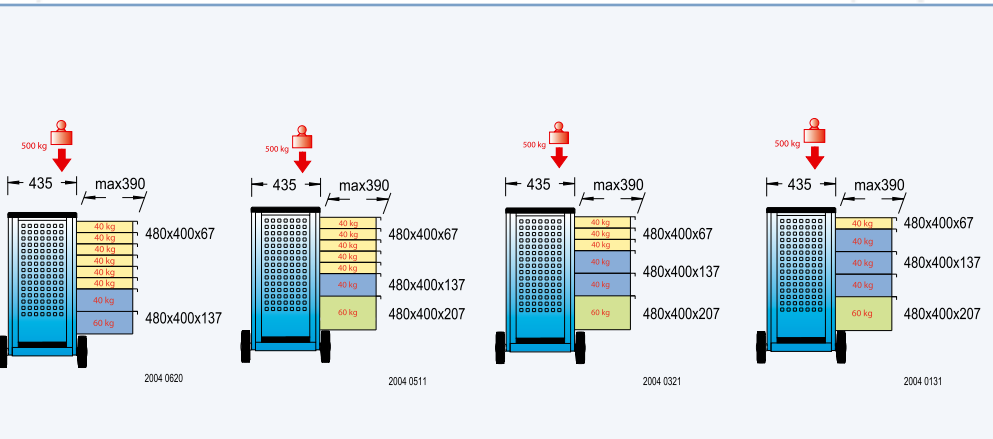 500 kg
435 max390
40 kg
40 kg
40 kg
40 kg
40 kg
40 kg
40 kg
60 kg
480x400x67
480x400x137
2004 0620
500 kg
435 max390
40 kg
40 kg
40 kg
40 kg
40 kg
40 kg
60 kg
480x400x67
480x400x137
480x400x207
2004 0511
500 kg
435 max390
40 kg
40 kg
40 kg
40 kg
40 kg
60 kg
480x400x67
480x400x137
480x400x207
2004 0321
500 kg
435 max390
40 kg
40 kg
40 kg
40 kg
60 kg
480x400x67
480x400x137
480x400x207
2004 0131